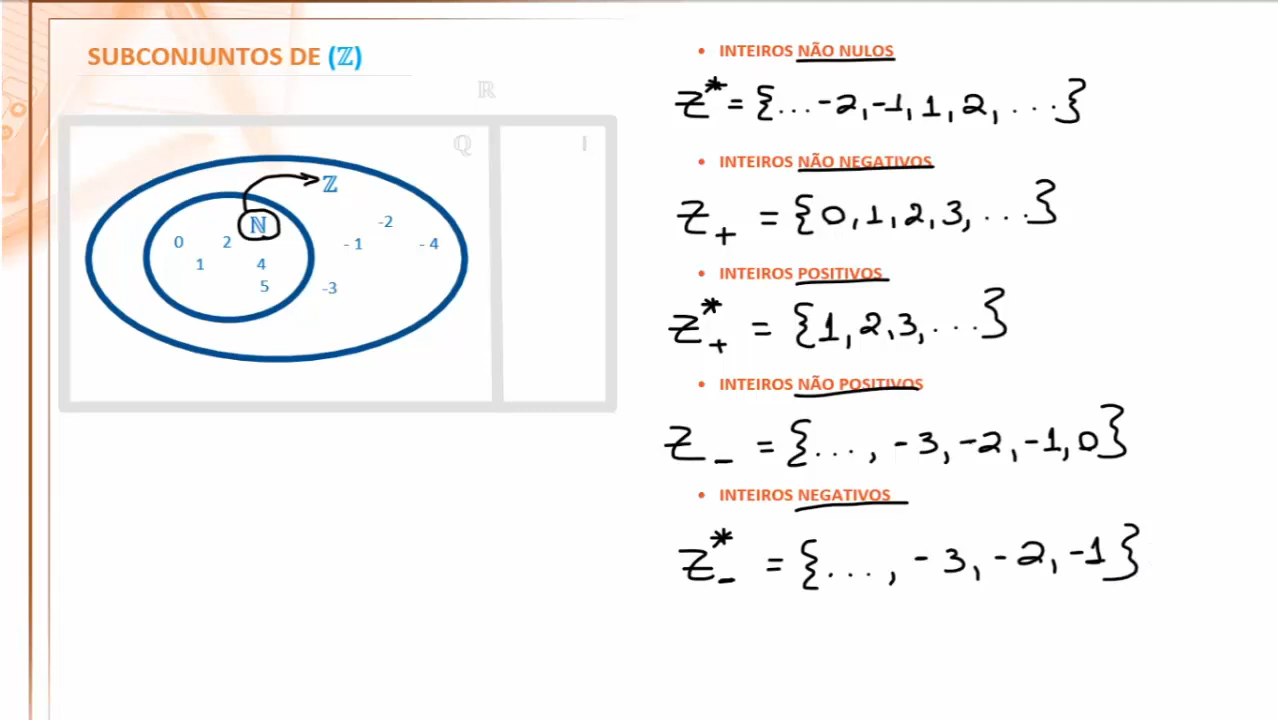 SUBCONJUNTOS DE (ℤ)
ℝ
ℚ
I
ℤ
ℕ
-2
0 2 -1 -4
1 4
5 -3
• INTEIROS NÃO NULOS
Z* = {...-2,-1,1,2,...}
• INTEIROS NÃO NEGATIVOS
Z₊ = {0,1,2,3,...}
• INTEIROS POSITIVOS
Z*₊ = {1,2,3,...}
• INTEIROS NÃO POSITIVOS
Z₋ = {..., -3, -2, -1, 0}
• INTEIROS NEGATIVOS
Z*₋ = {..., -3, -2, -1}